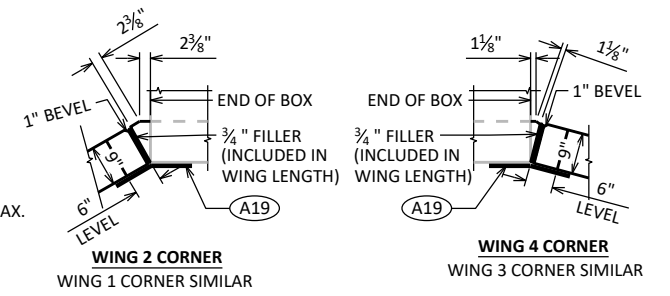 2⅜"
2⅜"
1" BEVEL
END OF BOX
¾" FILLER
(INCLUDED IN
WING LENGTH)
9"
6"
LEVEL
A19
AX.
WING 2 CORNER
WING 1 CORNER SIMILAR
1⅛"
1⅛"
1" BEVEL
END OF BOX
¾" FILLER
(INCLUDED IN
WING LENGTH)
9"
6"
LEVEL
A19
WING 4 CORNER
WING 3 CORNER SIMILAR